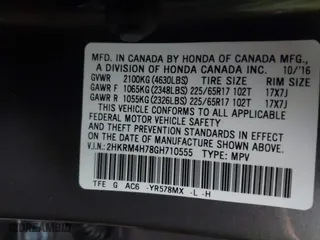 MFD. IN CANADA BY HONDA OF CANADA MFG.,
A DIVISION OF HONDA CANADA INC. 10/'16
GVWR 2100KG(4630LBS) TIRE SIZE RIM SIZE
GAWR F 1065KG(2348LBS) 225/65R17 102T 17X7J
GAWR R 1055KG(2326LBS) 225/65R17 102T 17X7J
THIS VEHICLE CONFORMS TO ALL APPLICABLE
FEDERAL MOTOR VEHICLE SAFETY AND
THEFT PREVENTION STANDARDS IN EFFECT ON
THE DATE OF MANUFACTURE SHOWN ABOVE.
V.I.N.: 2HKRM4H78GH710555 TYPE: MPV
TFE G AC6 -YR578MX -L -H